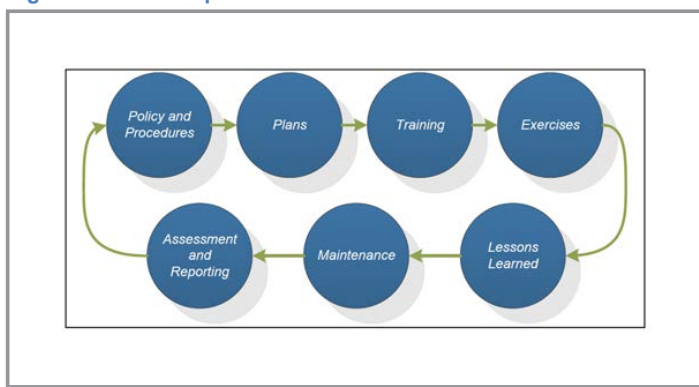 Policy and
Procedures
Plans
Training
Exercises
Assessment
and
Reporting
Maintenance
Lessons
Learned